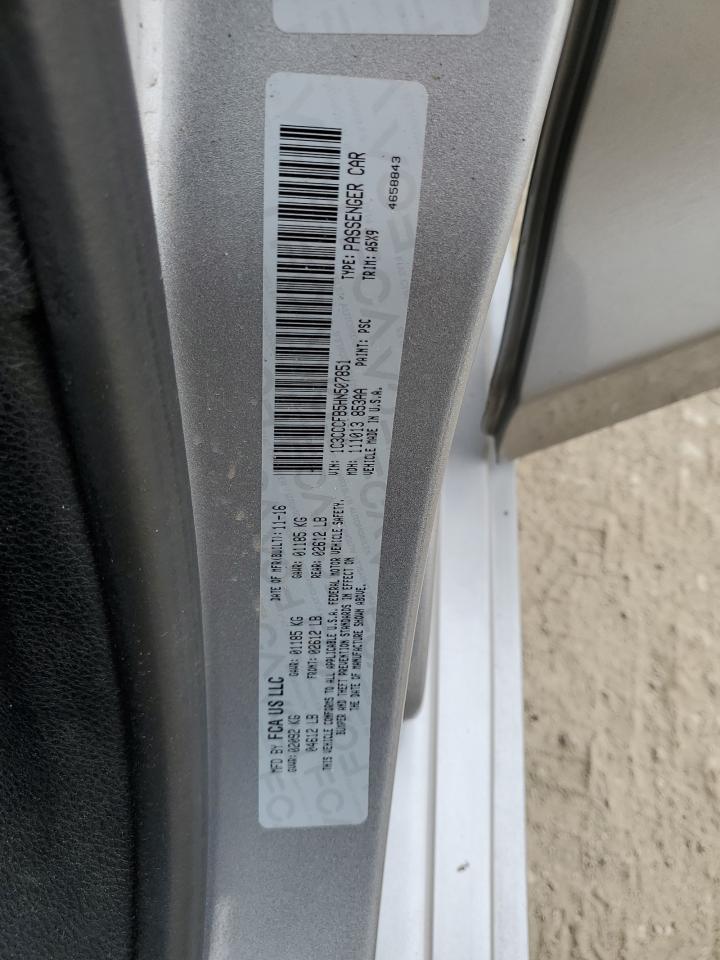 MFD BY FCA US LLC DATE OF MFR(BUILT): 11-16
GVWR: 02092 KG GAWR: 01185 KG GAWR: 01185 KG
04612 LB FRONT: 02612 LB REAR: 02612 LB
THIS VEHICLE CONFORMS TO ALL APPLICABLE U.S.A. FEDERAL MOTOR VEHICLE SAFETY,
BUMPER AND THEFT PREVENTION STANDARDS IN EFFECT ON
THE DATE OF MANUFACTURE SHOWN ABOVE.
VIN: 1C3CCCFB5HN507851 TYPE: PASSENGER CAR
MDH: 111013 853AA PAINT: PSC TRIM: A5X9
VEHICLE MADE IN U.S.A.
4658843